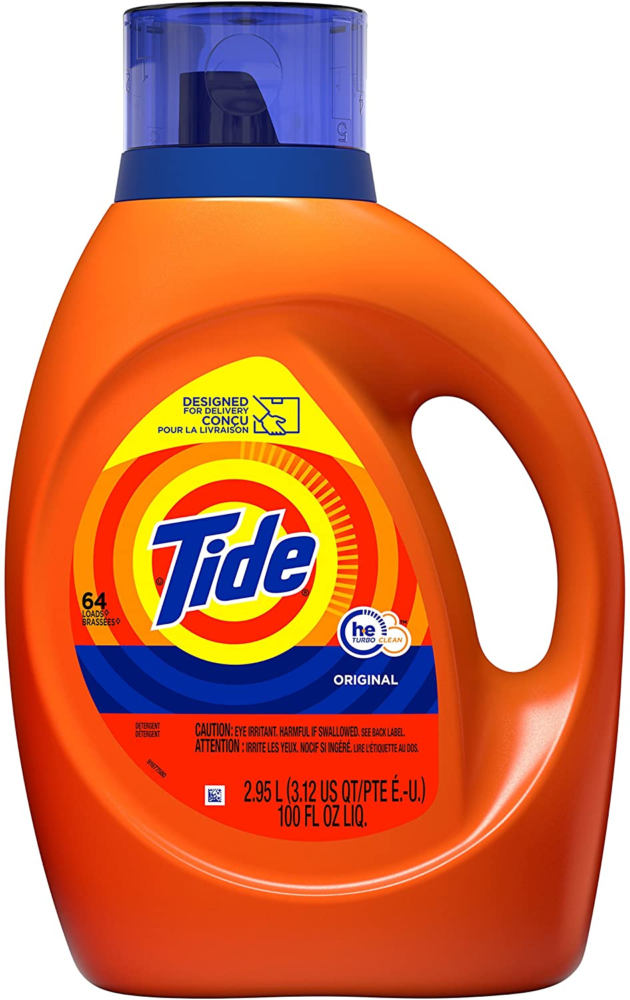 DESIGNED
FOR DELIVERY
CONÇU
POUR LA LIVRAISON
Tide®
64
LOADS◊
BRASSÉES◊
he™
TURBO CLEAN
ORIGINAL
DETERGENT
DÉTERGENT
CAUTION: EYE IRRITANT. HARMFUL IF SWALLOWED. SEE BACK LABEL.
ATTENTION : IRRITE LES YEUX. NOCIF SI INGÉRÉ. LIRE L'ÉTIQUETTE AU DOS.
91677580
2.95 L (3.12 US QT/PTE É.-U.)
100 FL OZ LIQ.